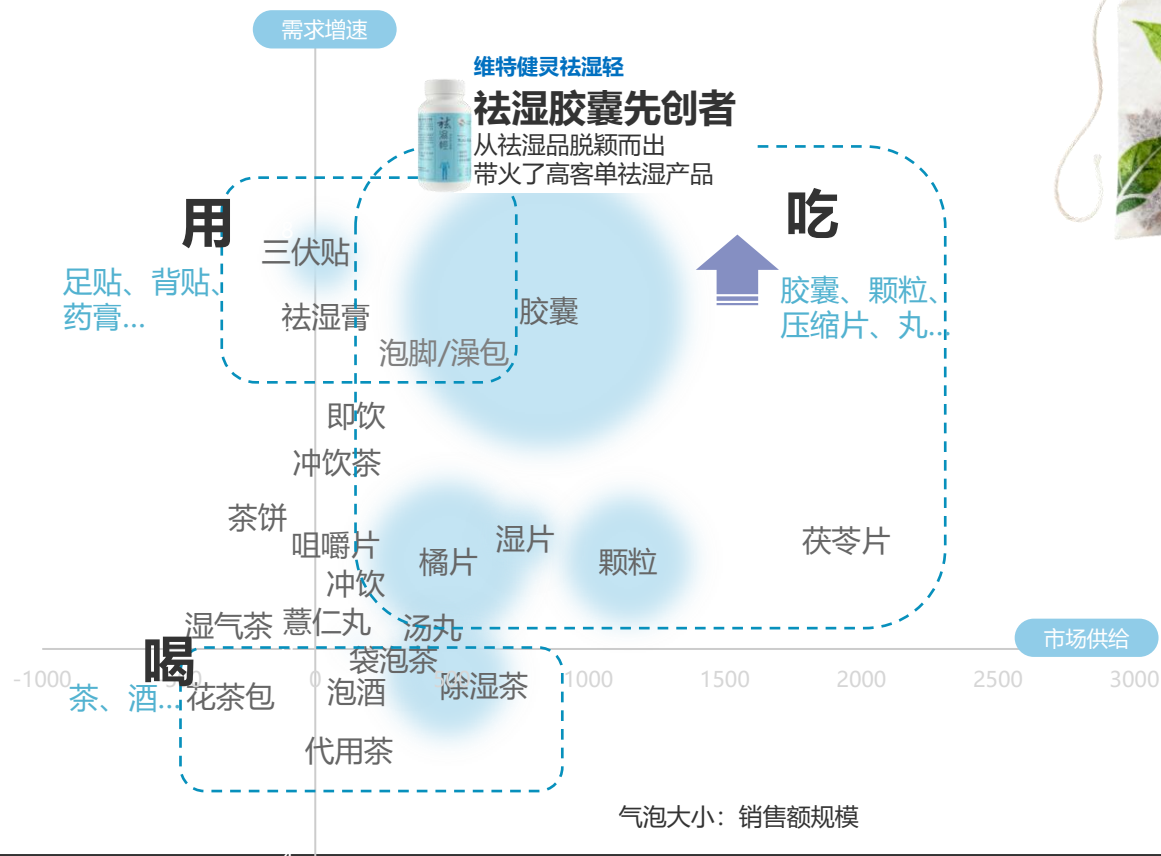 需求增速
维特健灵祛湿轻
祛湿胶囊先创者
从祛湿品脱颖而出
带火了高客单祛湿产品
祛湿轻
用
吃
三伏贴
足贴、背贴、
药膏...
胶囊、颗粒、
压缩片、丸...
祛湿膏
胶囊
泡脚/澡包
即饮
冲饮茶
茶饼
咀嚼片
湿片
茯苓片
橘片
颗粒
冲饮
湿气茶
薏仁丸
汤丸
市场供给
喝
袋泡茶
-1000
0
500
1000
1500
2000
2500
3000
茶、酒...
花茶包
泡酒
除湿茶
代用茶
气泡大小：销售额规模